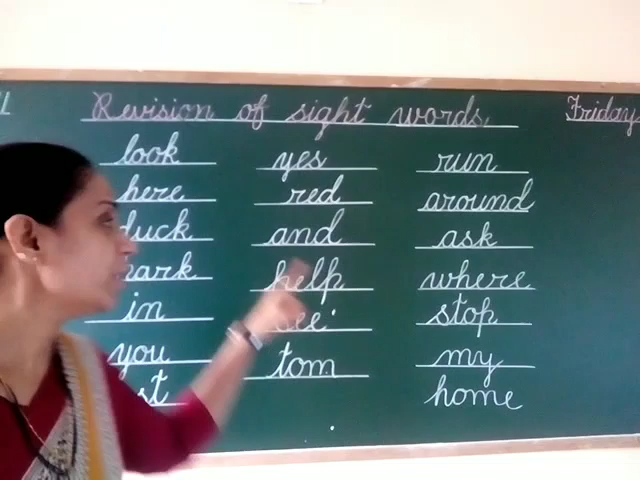 Revision of sight words Friday
look yes run
here red around
duck and ask
help where
in see stop
you tom my
home